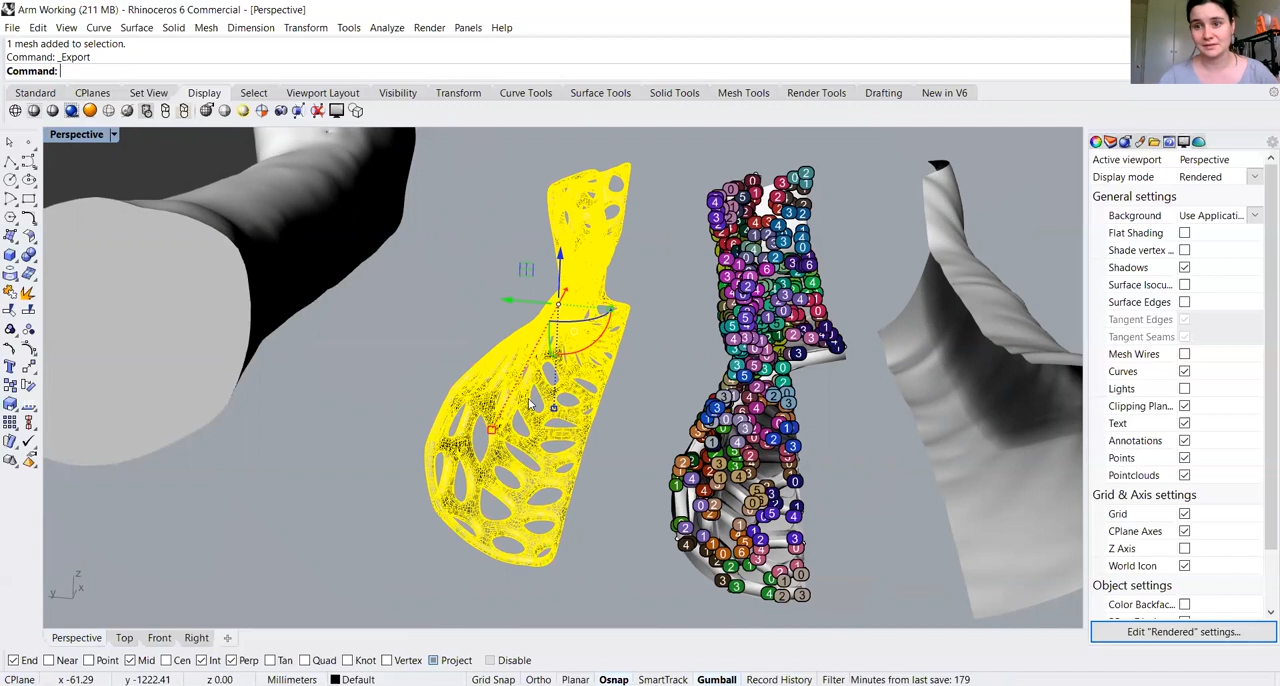 Arm Working (211 MB) - Rhinoceros 6 Commercial - [Perspective]
File Edit View Curve Surface Solid Mesh Dimension Transform Tools Analyze Render Panels Help
1 mesh added to selection.
Command: _Export
Command:
Standard CPlanes Set View Display Select Viewport Layout Visibility Transform Curve Tools Surface Tools Solid Tools Mesh Tools Render Tools Drafting New in V6
Perspective
Active viewport Perspective
Display mode Rendered
General settings
Background Use Applicati...
Flat Shading
Shade vertex ...
Shadows
Surface Isocu...
Surface Edges
Tangent Edges
Tangent Seams
Mesh Wires
Curves
Lights
Clipping Plan...
Text
Annotations
Points
Pointclouds
Grid & Axis settings
Grid
CPlane Axes
Z Axis
World Icon
Object settings
Color Backfac...
Edit "Rendered" settings...
z
y x
Perspective Top Front Right
End Near Point Mid Cen Int Perp Tan Quad Knot Vertex Project Disable
CPlane x -61.29 y -1222.41 z 0.00 Millimeters Default Grid Snap Ortho Planar Osnap SmartTrack Gumball Record History Filter Minutes from last save: 179